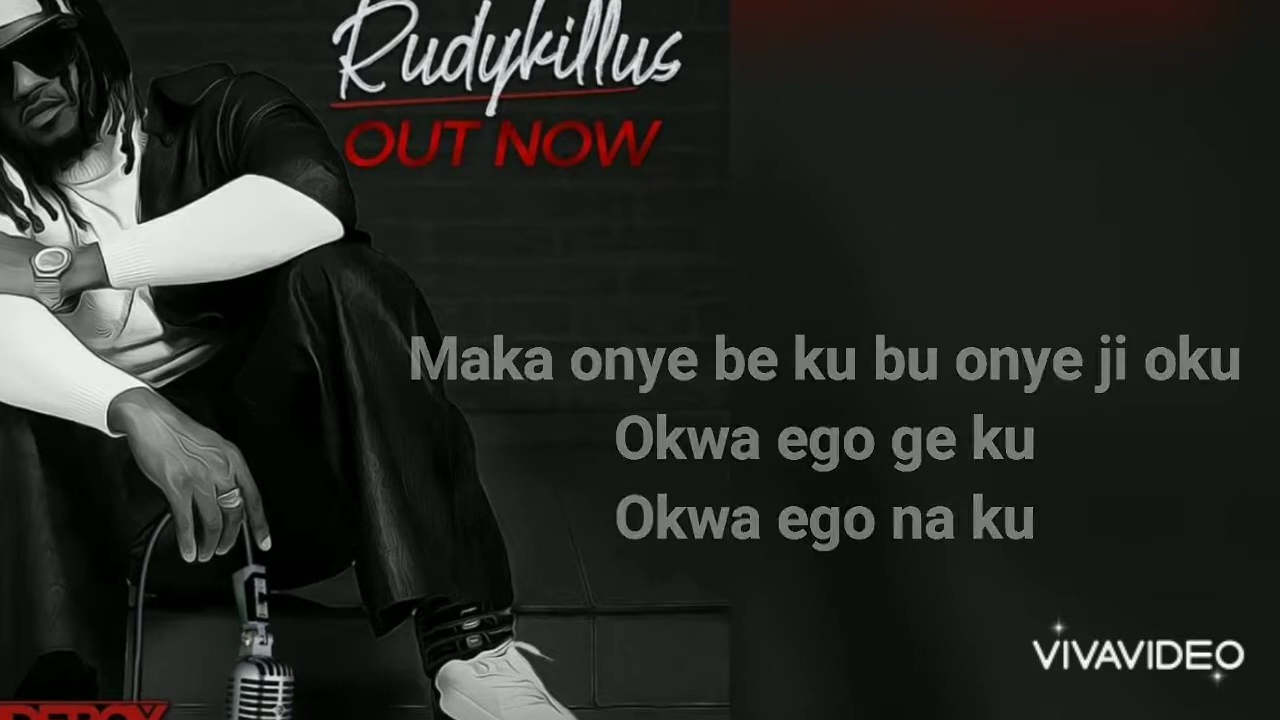 Rudykillus
OUT NOW
Maka onye be ku bu onye ji oku
Okwa ego ge ku
Okwa ego na ku
VIVAVIDEO